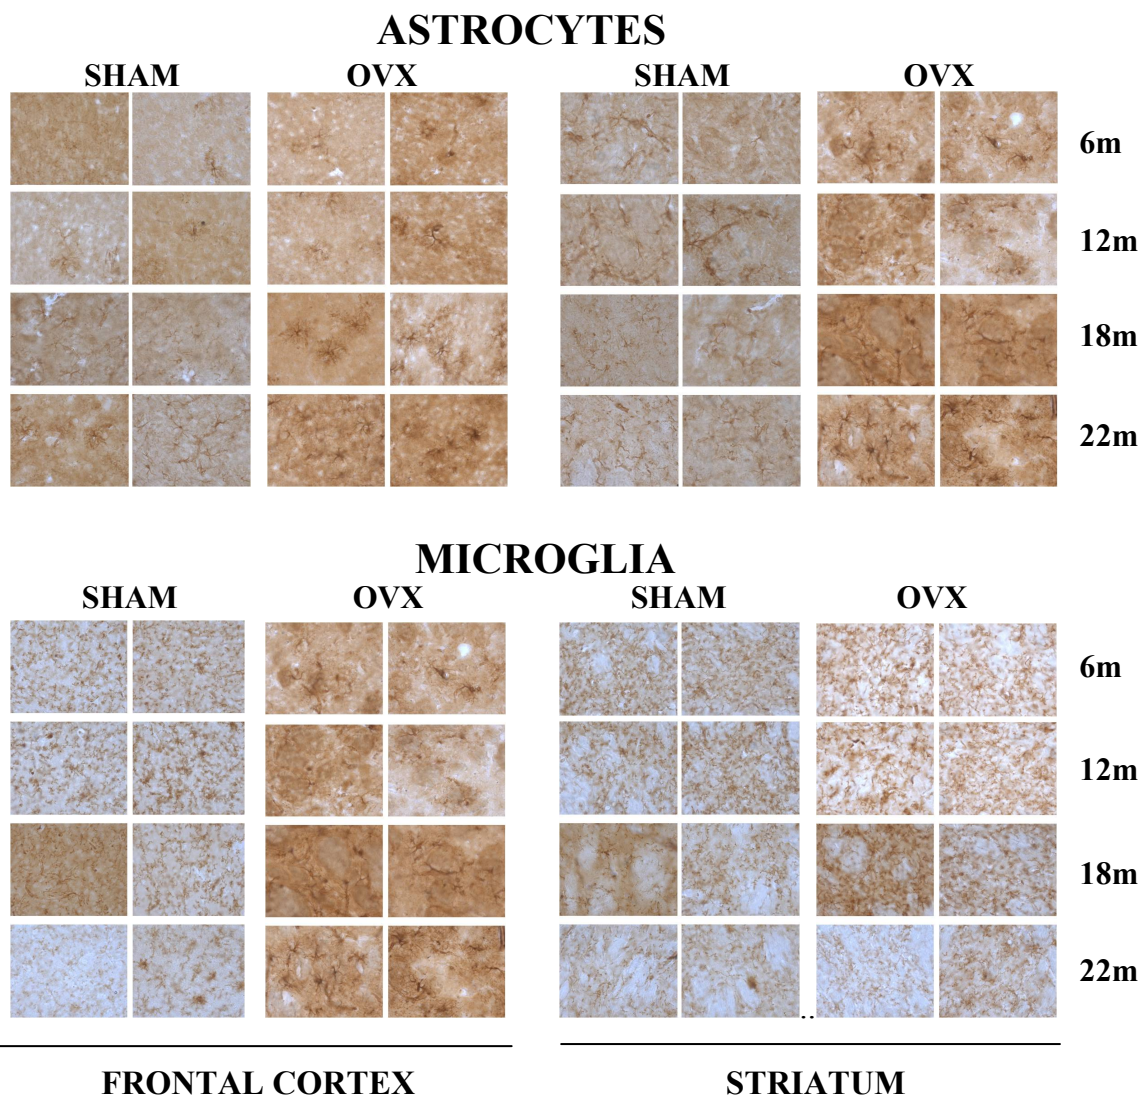 ASTROCYTES
SHAM OVX SHAM OVX
6m
12m
18m
22m
MICROGLIA
SHAM OVX SHAM OVX
6m
12m
18m
22m
..
FRONTAL CORTEX STRIATUM